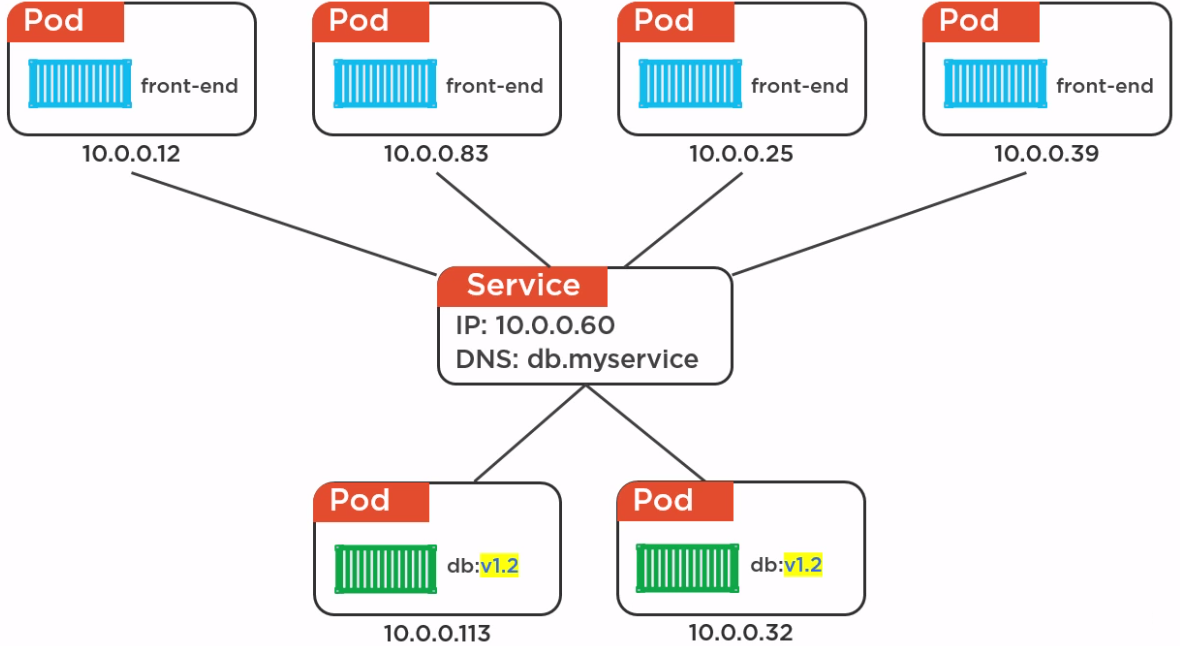 Pod
Pod
Pod
Pod
front-end
front-end
front-end
front-end
10.0.0.12
10.0.0.83
10.0.0.25
10.0.0.39
Service
IP: 10.0.0.60
DNS: db.myservice
Pod
Pod
db:v1.2
db:v1.2
10.0.0.113
10.0.0.32